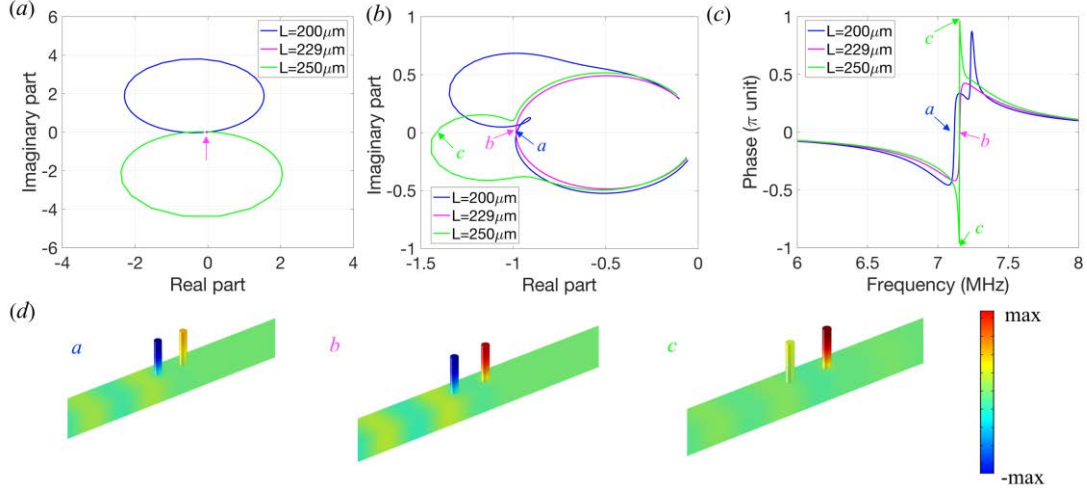 (a)
6
4
2
0
-2
-4
-6
-4
-2
0
2
4
Imaginary part
Real part
L=200μm
L=229μm
L=250μm
(b)
1
0.5
0
-0.5
-1
-1.5
-1
-0.5
0
Imaginary part
Real part
c
b
a
L=200μm
L=229μm
L=250μm
(c)
1
0.5
0
-0.5
-1
6
6.5
7
7.5
8
Phase (π unit)
Frequency (MHz)
L=200μm
L=229μm
L=250μm
c
a
b
c
(d)
a
b
c
max
-max